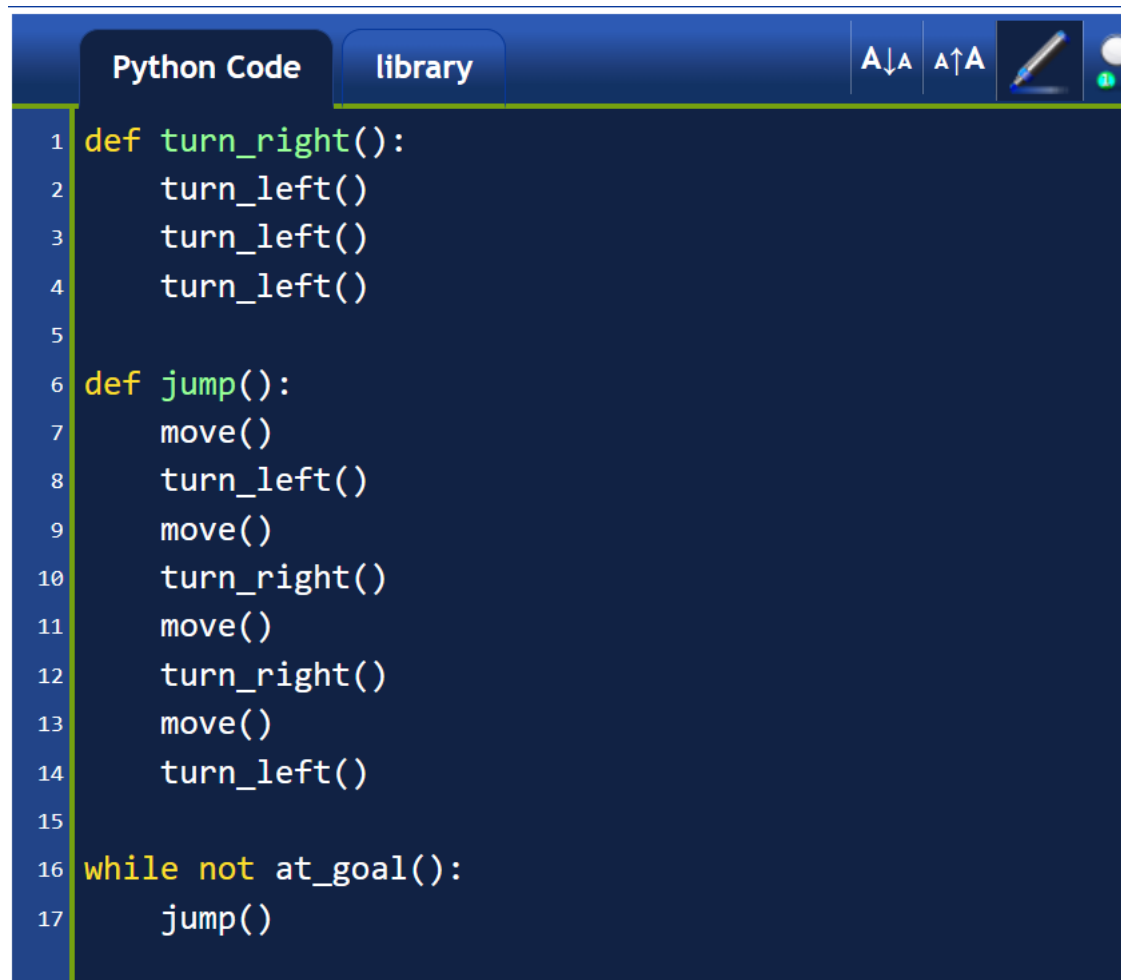 Python Code library A↓A A↑A
1 def turn_right():
2     turn_left()
3     turn_left()
4     turn_left()
5
6 def jump():
7     move()
8     turn_left()
9     move()
10     turn_right()
11     move()
12     turn_right()
13     move()
14     turn_left()
15
16 while not at_goal():
17     jump()